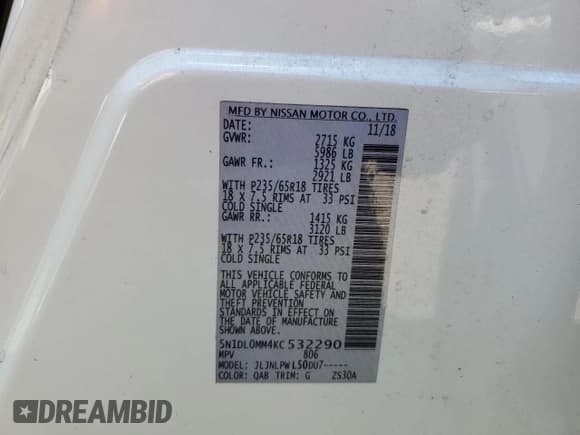 MFD BY NISSAN MOTOR CO., LTD.
DATE: 11/18
GVWR: 2715 KG
5986 LB
GAWR FR.: 1325 KG
2921 LB
WITH P235/65R18 TIRES
18 X 7.5 RIMS AT 33 PSI
COLD SINGLE
GAWR RR.: 1415 KG
3120 LB
WITH P235/65R18 TIRES
18 X 7.5 RIMS AT 33 PSI
COLD SINGLE
THIS VEHICLE CONFORMS TO
ALL APPLICABLE FEDERAL
MOTOR VEHICLE SAFETY AND
THEFT PREVENTION
STANDARDS IN EFFECT ON
THE DATE OF MANUFACTURE
SHOWN ABOVE.
5N1DL0MM4KC532290
MPV 806
MODEL: JLJNLPWL50DU7-----
COLOR: QAB TRIM: G ZS30A
DREAMBID